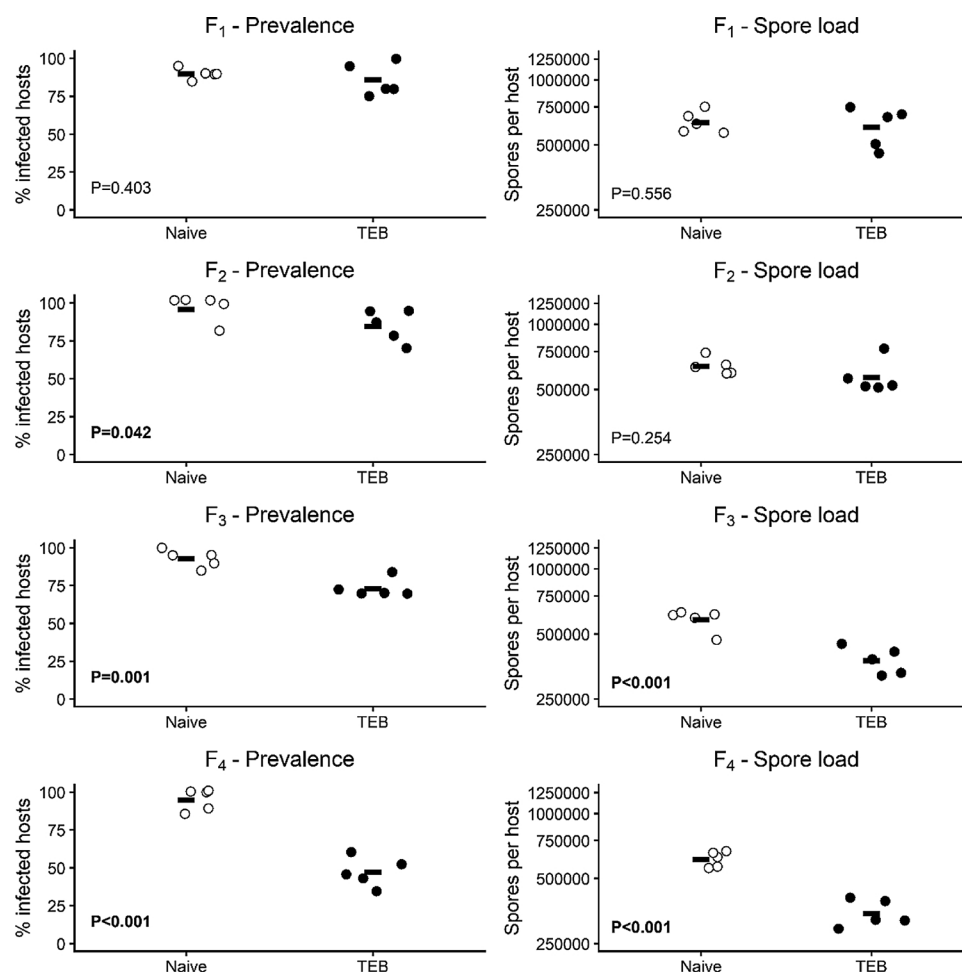 F₁ - Prevalence
% infected hosts
100
75
50
25
0
P=0.403
Naive
TEB
F₁ - Spore load
Spores per host
1250000
1000000
750000
500000
250000
P=0.556
Naive
TEB
F₂ - Prevalence
% infected hosts
100
75
50
25
0
P=0.042
Naive
TEB
F₂ - Spore load
Spores per host
1250000
1000000
750000
500000
250000
P=0.254
Naive
TEB
F₃ - Prevalence
% infected hosts
100
75
50
25
0
P=0.001
Naive
TEB
F₃ - Spore load
Spores per host
1250000
1000000
750000
500000
250000
P<0.001
Naive
TEB
F₄ - Prevalence
% infected hosts
100
75
50
25
0
P<0.001
Naive
TEB
F₄ - Spore load
Spores per host
1250000
1000000
750000
500000
250000
P<0.001
Naive
TEB